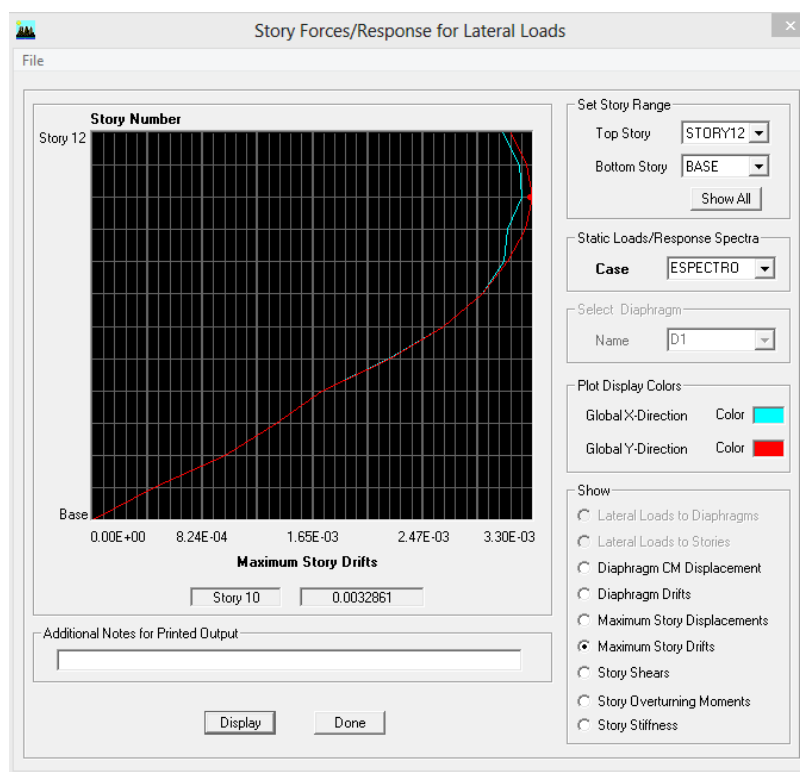 Story Forces/Response for Lateral Loads
File
Story Number
Story 12
Base
0.00E+00 8.24E-04 1.65E-03 2.47E-03 3.30E-03
Maximum Story Drifts
Story 10 0.0032861
Additional Notes for Printed Output
Display Done
Set Story Range
Top Story STORY12
Bottom Story BASE
Show All
Static Loads/Response Spectra
Case ESPECTRO
Select Diaphragm
Name D1
Plot Display Colors
Global X-Direction Color
Global Y-Direction Color
Show
Lateral Loads to Diaphragms
Lateral Loads to Stories
Diaphragm CM Displacement
Diaphragm Drifts
Maximum Story Displacements
Maximum Story Drifts
Story Shears
Story Overturning Moments
Story Stiffness